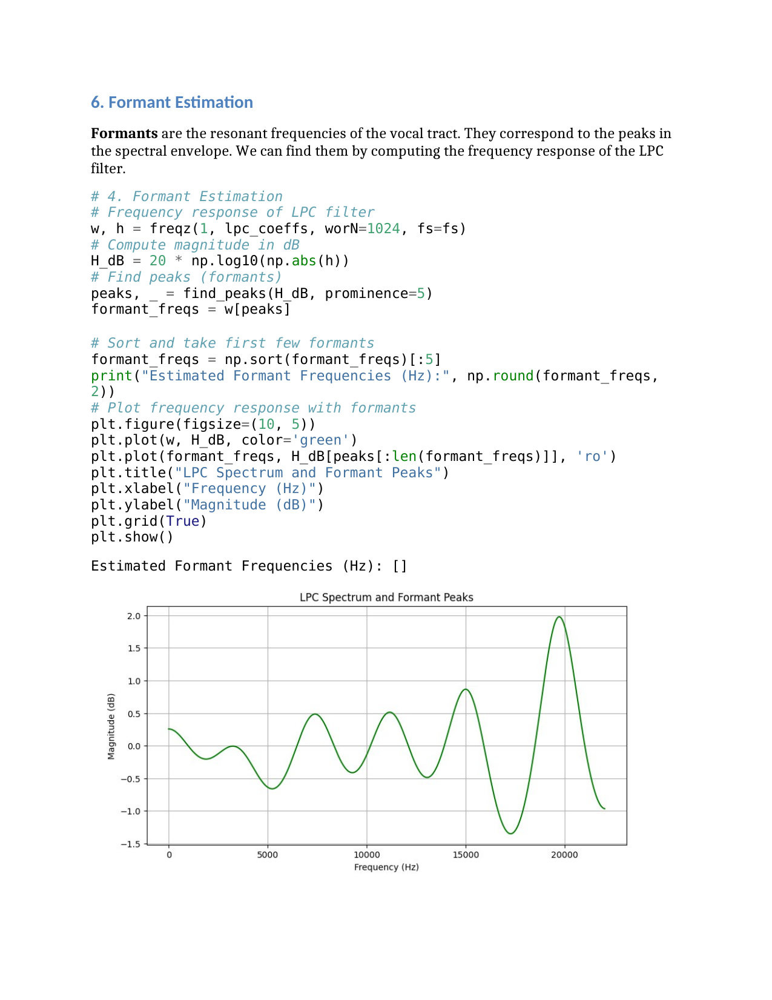 6. Formant Estimation
Formants are the resonant frequencies of the vocal tract. They correspond to the peaks in
the spectral envelope. We can find them by computing the frequency response of the LPC
filter.
# 4. Formant Estimation
# Frequency response of LPC filter
w, h = freqz(1, lpc_coeffs, worN=1024, fs=fs)
# Compute magnitude in dB
H_dB = 20 * np.log10(np.abs(h))
# Find peaks (formants)
peaks, _ = find_peaks(H_dB, prominence=5)
formant_freqs = w[peaks]
# Sort and take first few formants
formant_freqs = np.sort(formant_freqs)[:5]
print("Estimated Formant Frequencies (Hz):", np.round(formant_freqs,
2))
# Plot frequency response with formants
plt.figure(figsize=(10, 5))
plt.plot(w, H_dB, color='green')
plt.plot(formant_freqs, H_dB[peaks[:len(formant_freqs)]], 'ro')
plt.title("LPC Spectrum and Formant Peaks")
plt.xlabel("Frequency (Hz)")
plt.ylabel("Magnitude (dB)")
plt.grid(True)
plt.show()
Estimated Formant Frequencies (Hz): []
LPC Spectrum and Formant Peaks
2.0
1.5
1.0
0.5
0.0
−0.5
−1.0
−1.5
Magnitude (dB)
0 5000 10000 15000 20000
Frequency (Hz)